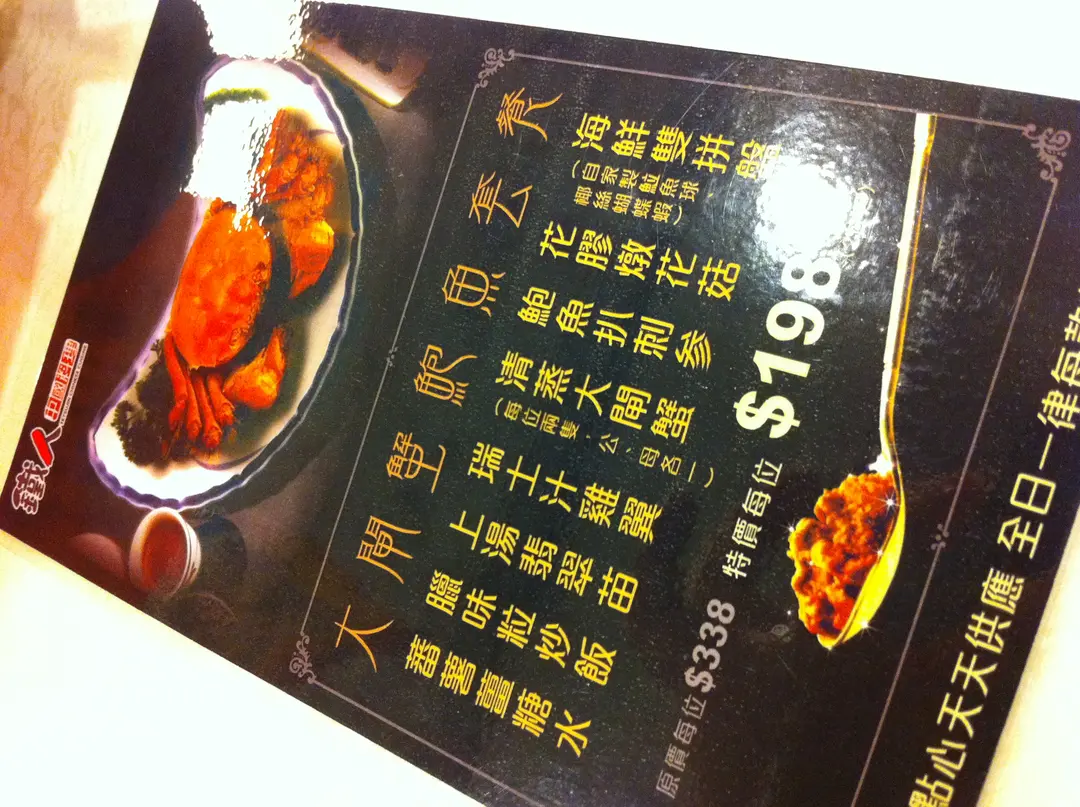 大閘蟹鮑魚套餐
海鮮雙拼盤
(自家製鯪魚球
椰絲蝴蝶蝦)
花膠燉花菇
鮑魚扒刺參
清蒸大閘蟹
(每位兩隻，公、母各一)
瑞士汁雞翼
上湯翡翠苗
臘味粒炒飯
蕃薯薑糖水
原價每位$338 特價每位 $198
點心天天供應 全日一律每款